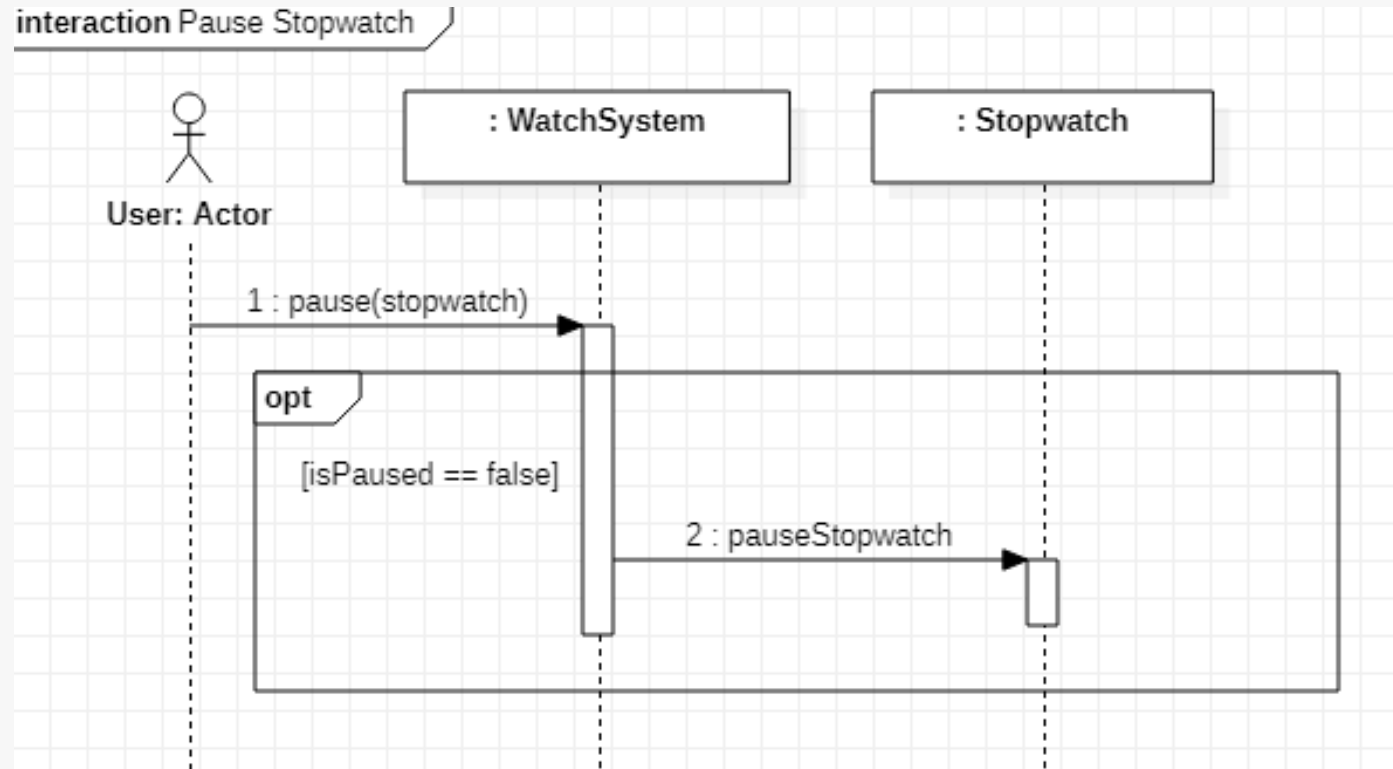 interaction Pause Stopwatch
: WatchSystem
: Stopwatch
User: Actor
1 : pause(stopwatch)
opt
[isPaused == false]
2 : pauseStopwatch